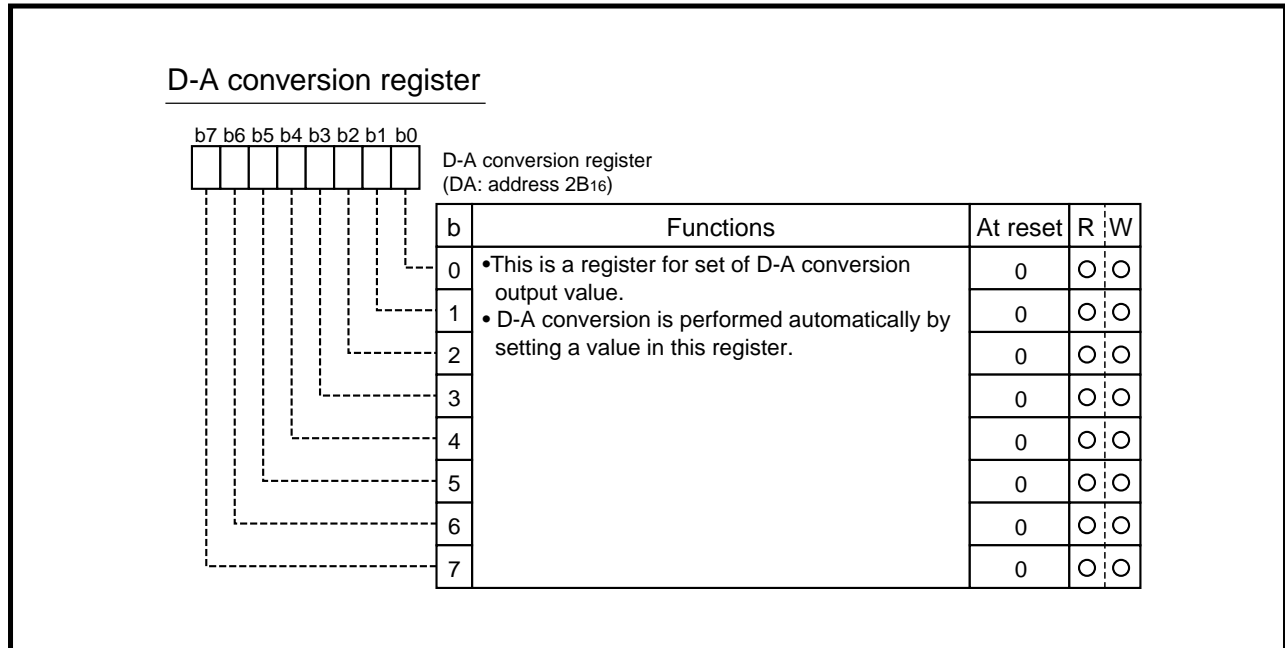 D-A conversion register
b7 b6 b5 b4 b3 b2 b1 b0
D-A conversion register
(DA: address 2B16)
b Functions At reset R W
0 •This is a register for set of D-A conversion 0 O O
output value.
1 • D-A conversion is performed automatically by 0 O O
2 setting a value in this register. 0 O O
3 0 O O
4 0 O O
5 0 O O
6 0 O O
7 0 O O